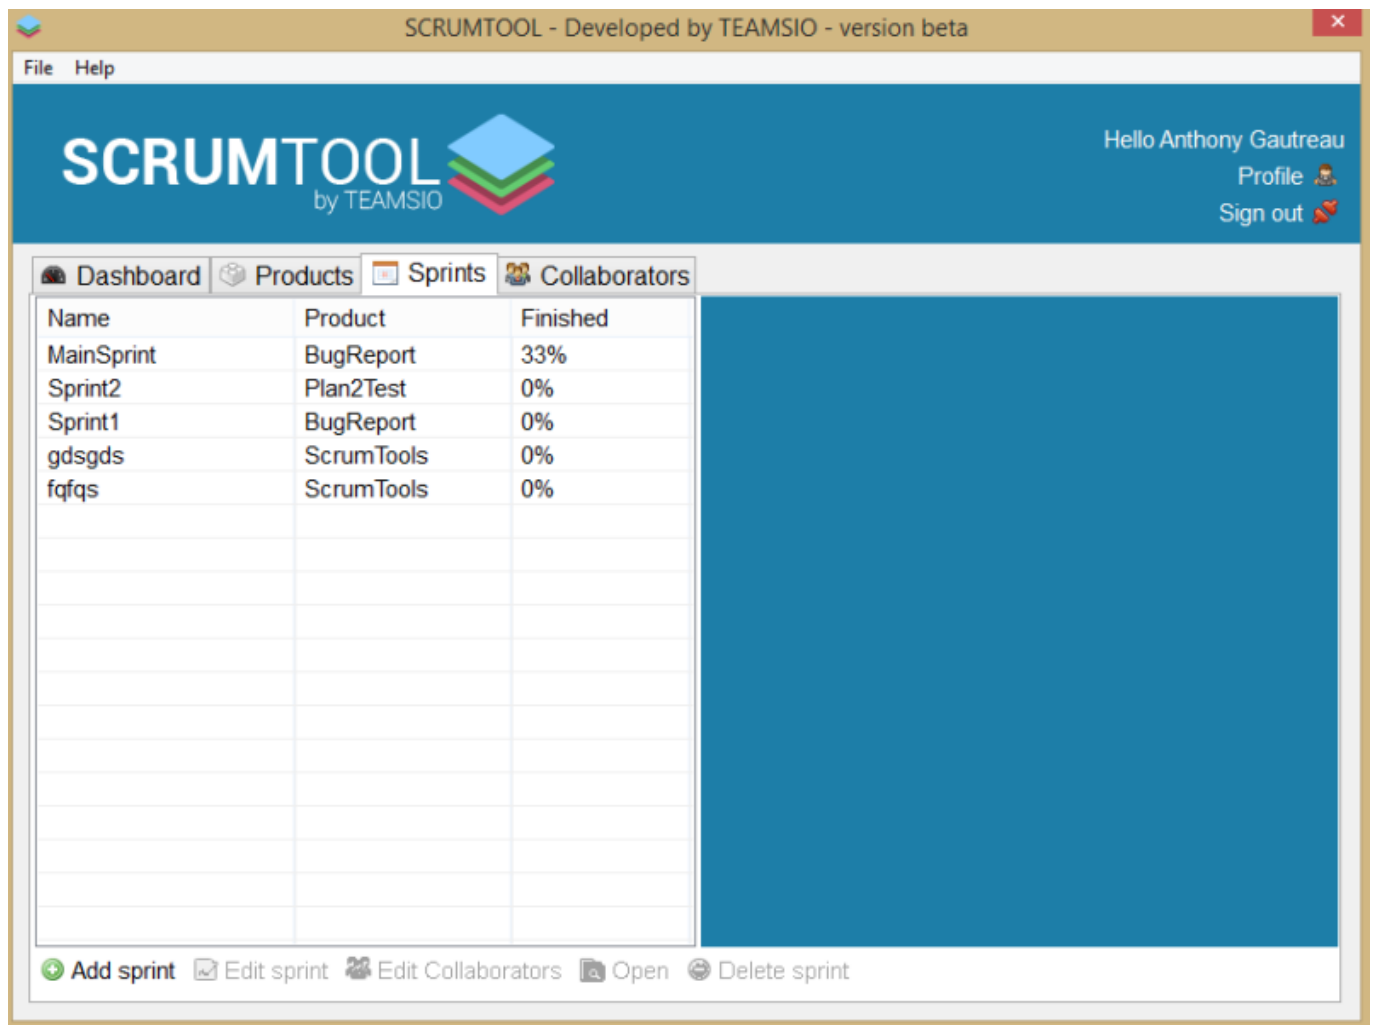 SCRUMTOOL - Developed by TEAMSIO - version beta
File Help
SCRUMTOOL
by TEAMSIO
Hello Anthony Gautreau
Profile
Sign out
Dashboard Products Sprints Collaborators
Name Product Finished
MainSprint BugReport 33%
Sprint2 Plan2Test 0%
Sprint1 BugReport 0%
gdsgds ScrumTools 0%
fqfqs ScrumTools 0%
Add sprint Edit sprint Edit Collaborators Open Delete sprint